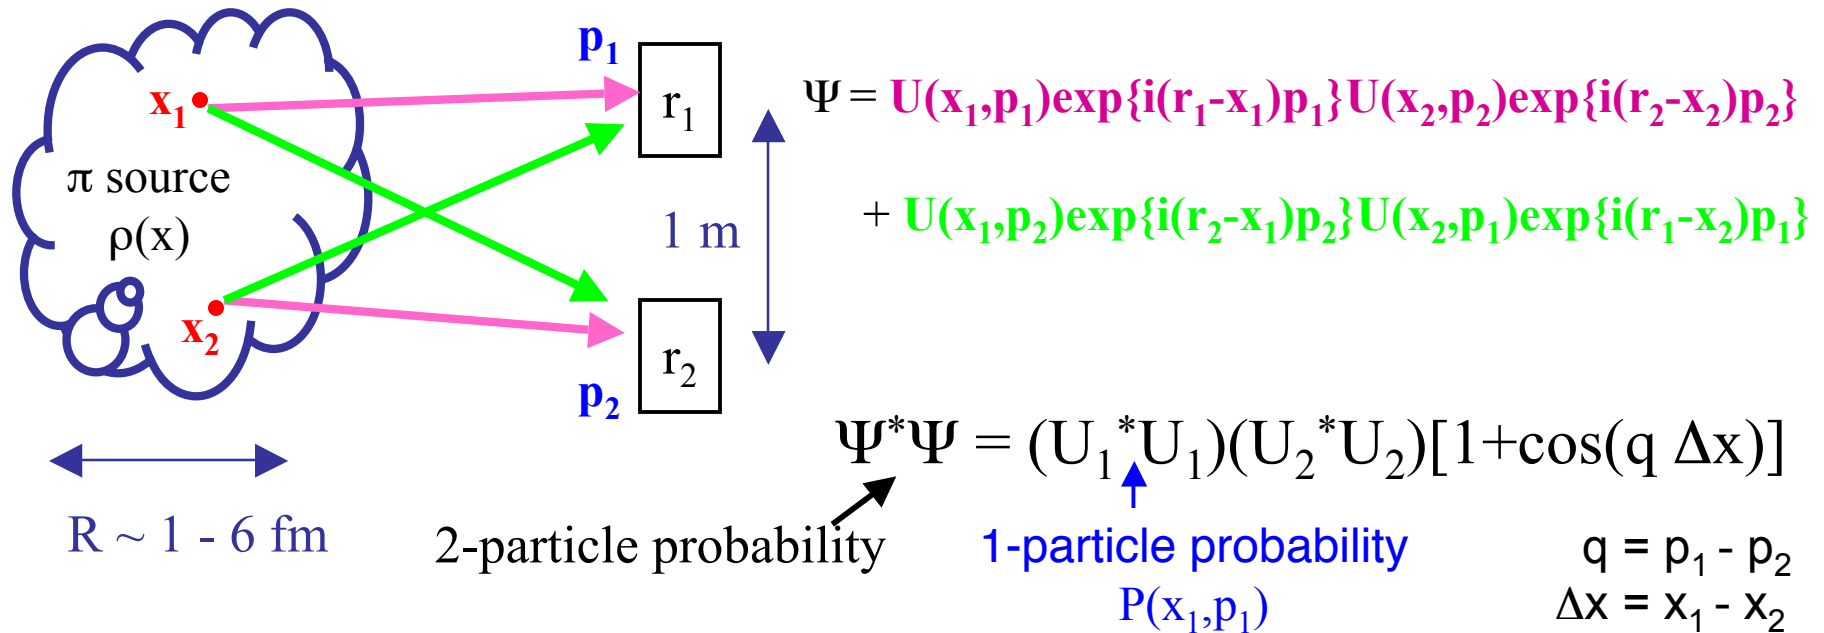 p₁
x₁
r₁
Ψ = U(x₁,p₁)exp{i(r₁-x₁)p₁}U(x₂,p₂)exp{i(r₂-x₂)p₂}
π source
ρ(x)
+ U(x₁,p₂)exp{i(r₂-x₁)p₂}U(x₂,p₁)exp{i(r₁-x₂)p₁}
1 m
x₂
r₂
p₂
Ψ*Ψ = (U₁*U₁)(U₂*U₂)[1+cos(q Δx)]
R ~ 1 - 6 fm
2-particle probability
1-particle probability
P(x₁,p₁)
q = p₁ - p₂
Δx = x₁ - x₂